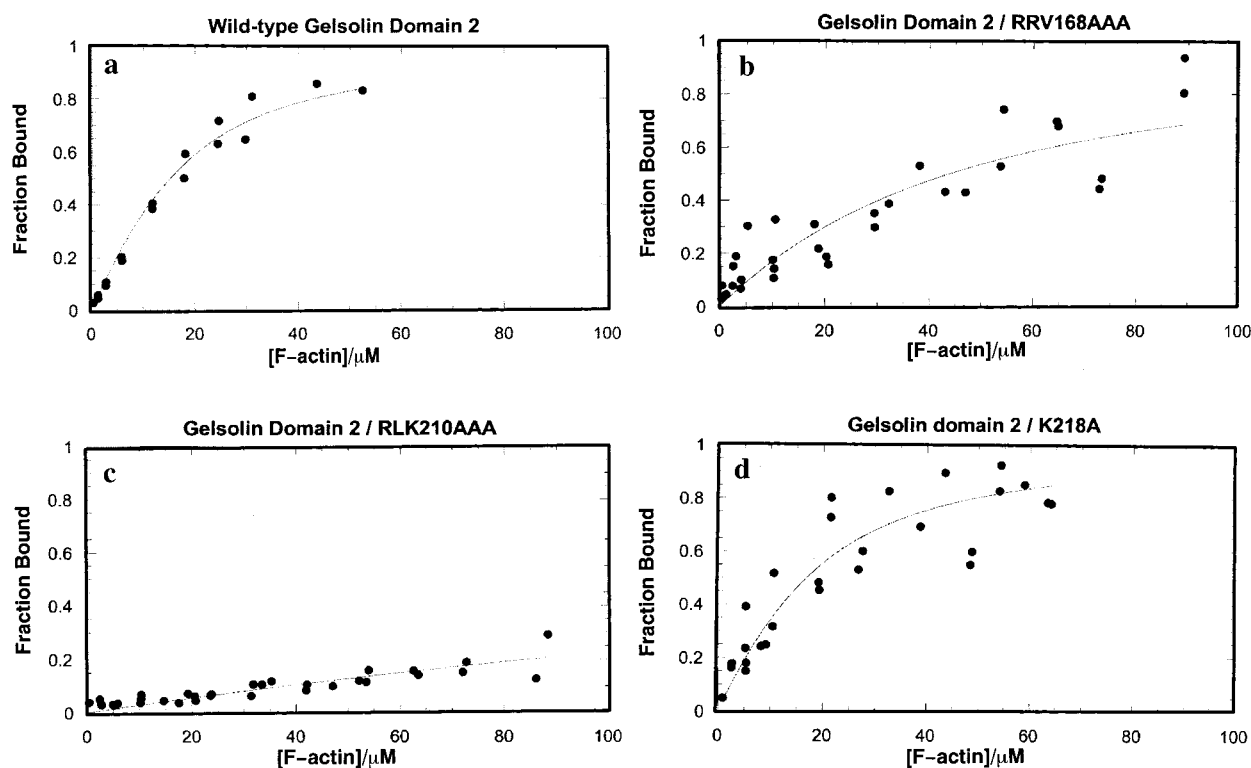 Wild-type Gelsolin Domain 2
a
1
0.8
0.6
0.4
0.2
0
Fraction Bound
0 20 40 60 80 100
[F-actin]/μM
Gelsolin Domain 2 / RRV168AAA
b
1
0.8
0.6
0.4
0.2
0
Fraction Bound
0 20 40 60 80 100
[F-actin]/μM
Gelsolin Domain 2 / RLK210AAA
c
1
0.8
0.6
0.4
0.2
0
Fraction Bound
0 20 40 60 80 100
[F-actin]/μM
Gelsolin domain 2 / K218A
d
1
0.8
0.6
0.4
0.2
0
Fraction Bound
0 20 40 60 80 100
[F-actin]/μM